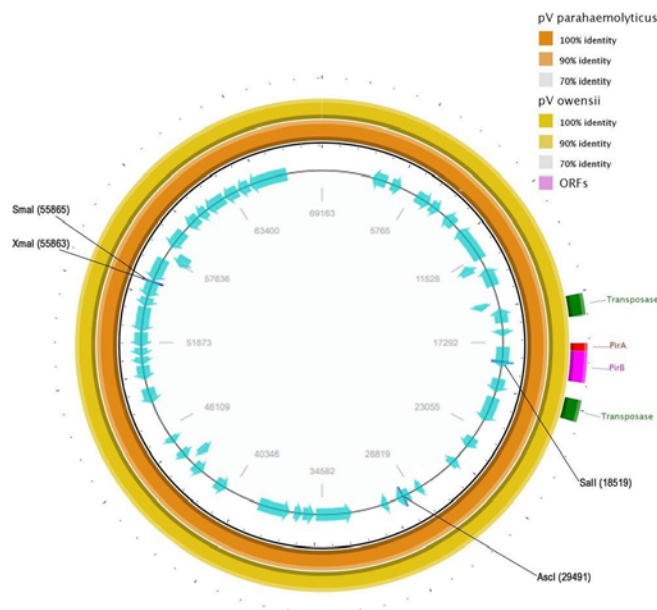 pV parahaemolyticus
100% identity
90% identity
70% identity
pV owensii
100% identity
90% identity
70% identity
ORFs
SmaI (55865)
XmaI (55863)
69163
5765
11528
17292
23055
28819
34582
40346
46109
51873
57636
63400
Transposase
PirA
PirB
Transposase
SalI (18519)
AscI (29491)